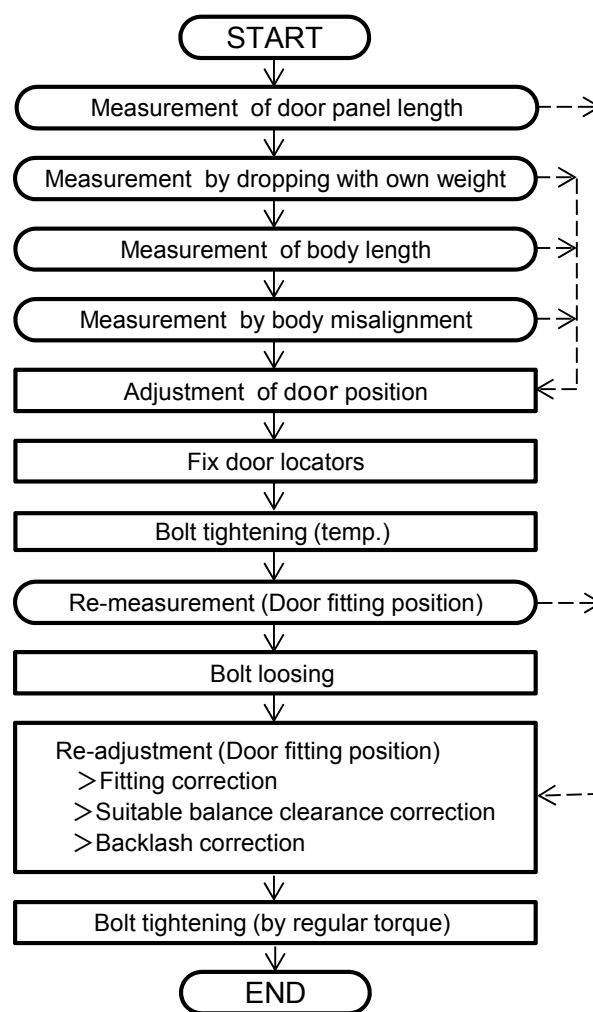 START
Measurement of door panel length
Measurement by dropping with own weight
Measurement of body length
Measurement by body misalignment
Adjustment of door position
Fix door locators
Bolt tightening (temp.)
Re-measurement (Door fitting position)
Bolt loosing
Re-adjustment (Door fitting position)
＞Fitting correction
＞Suitable balance clearance correction
＞Backlash correction
Bolt tightening (by regular torque)
END